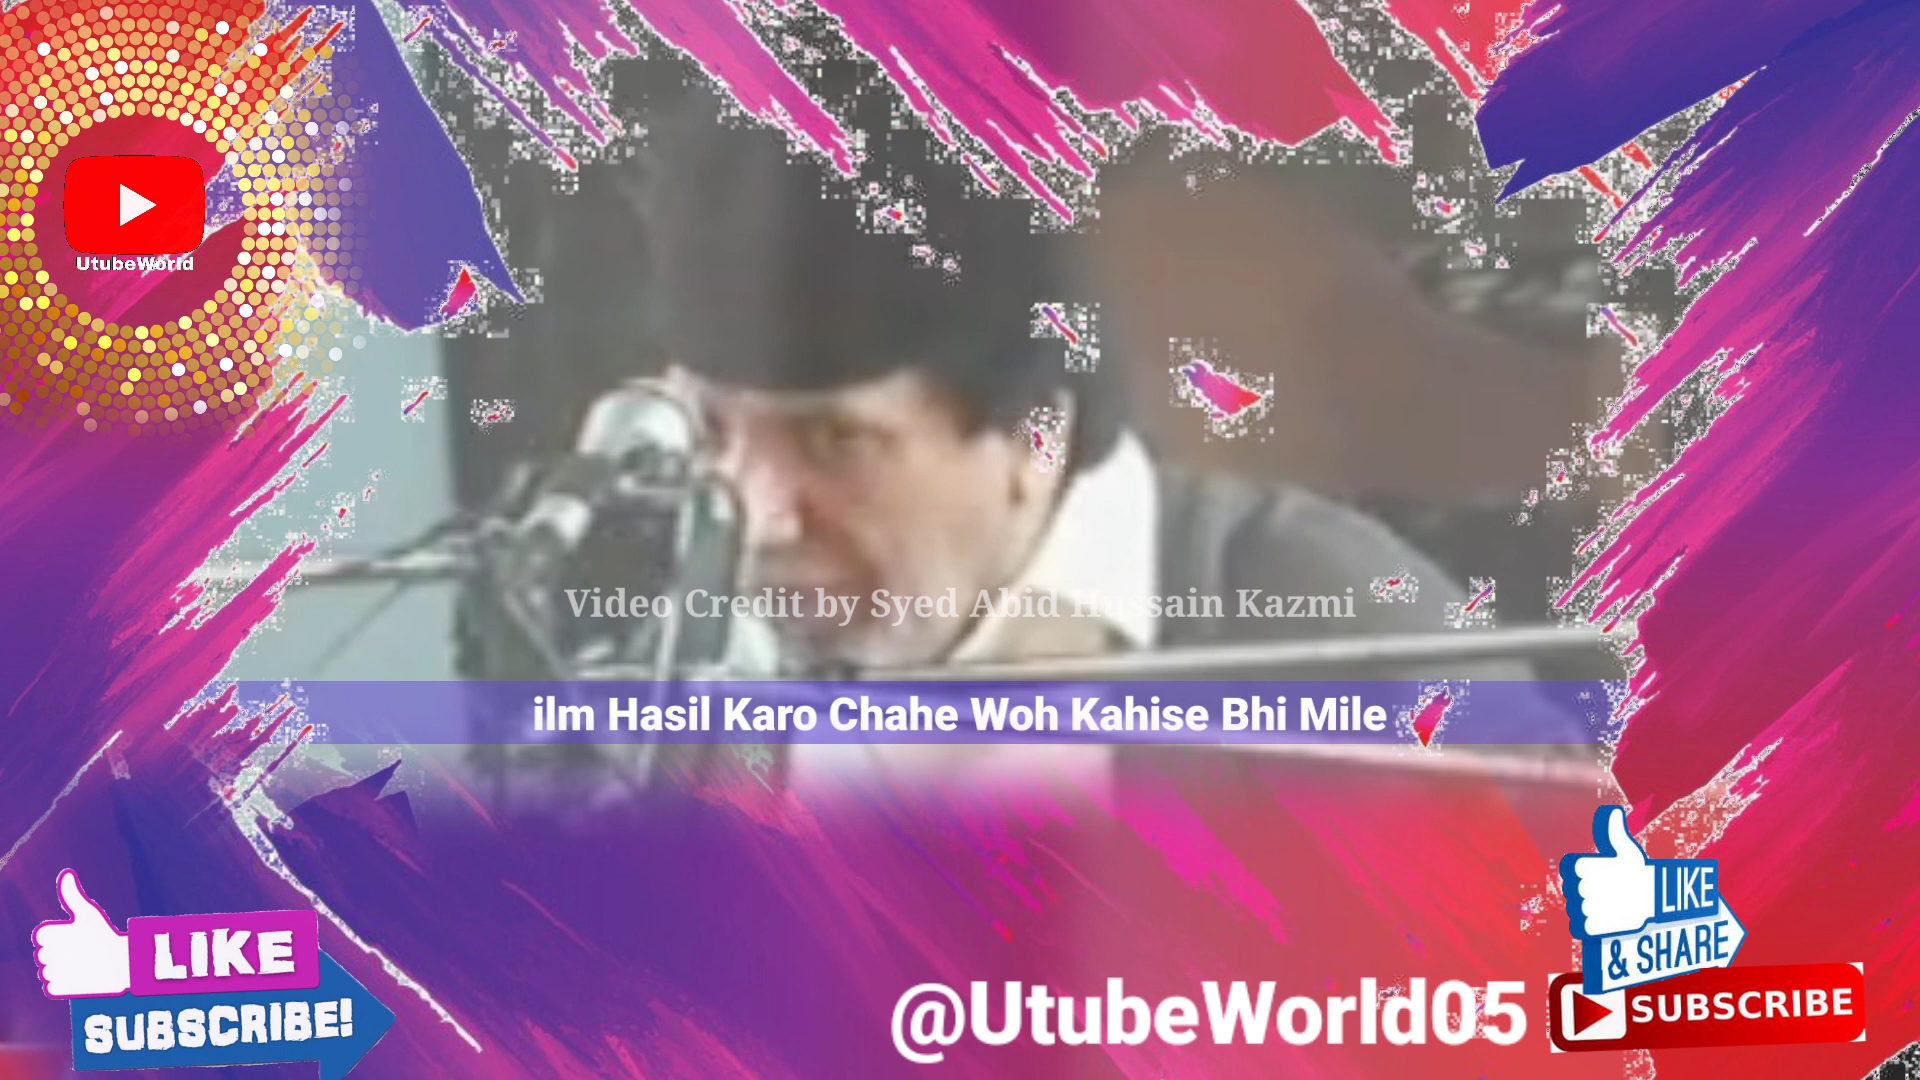 UtubeWorld
Video Credit by Syed Abid Hussain Kazmi
ilm Hasil Karo Chahe Woh Kahise Bhi Mile
LIKE
SUBSCRIBE!
LIKE
& SHARE
@UtubeWorld05
SUBSCRIBE